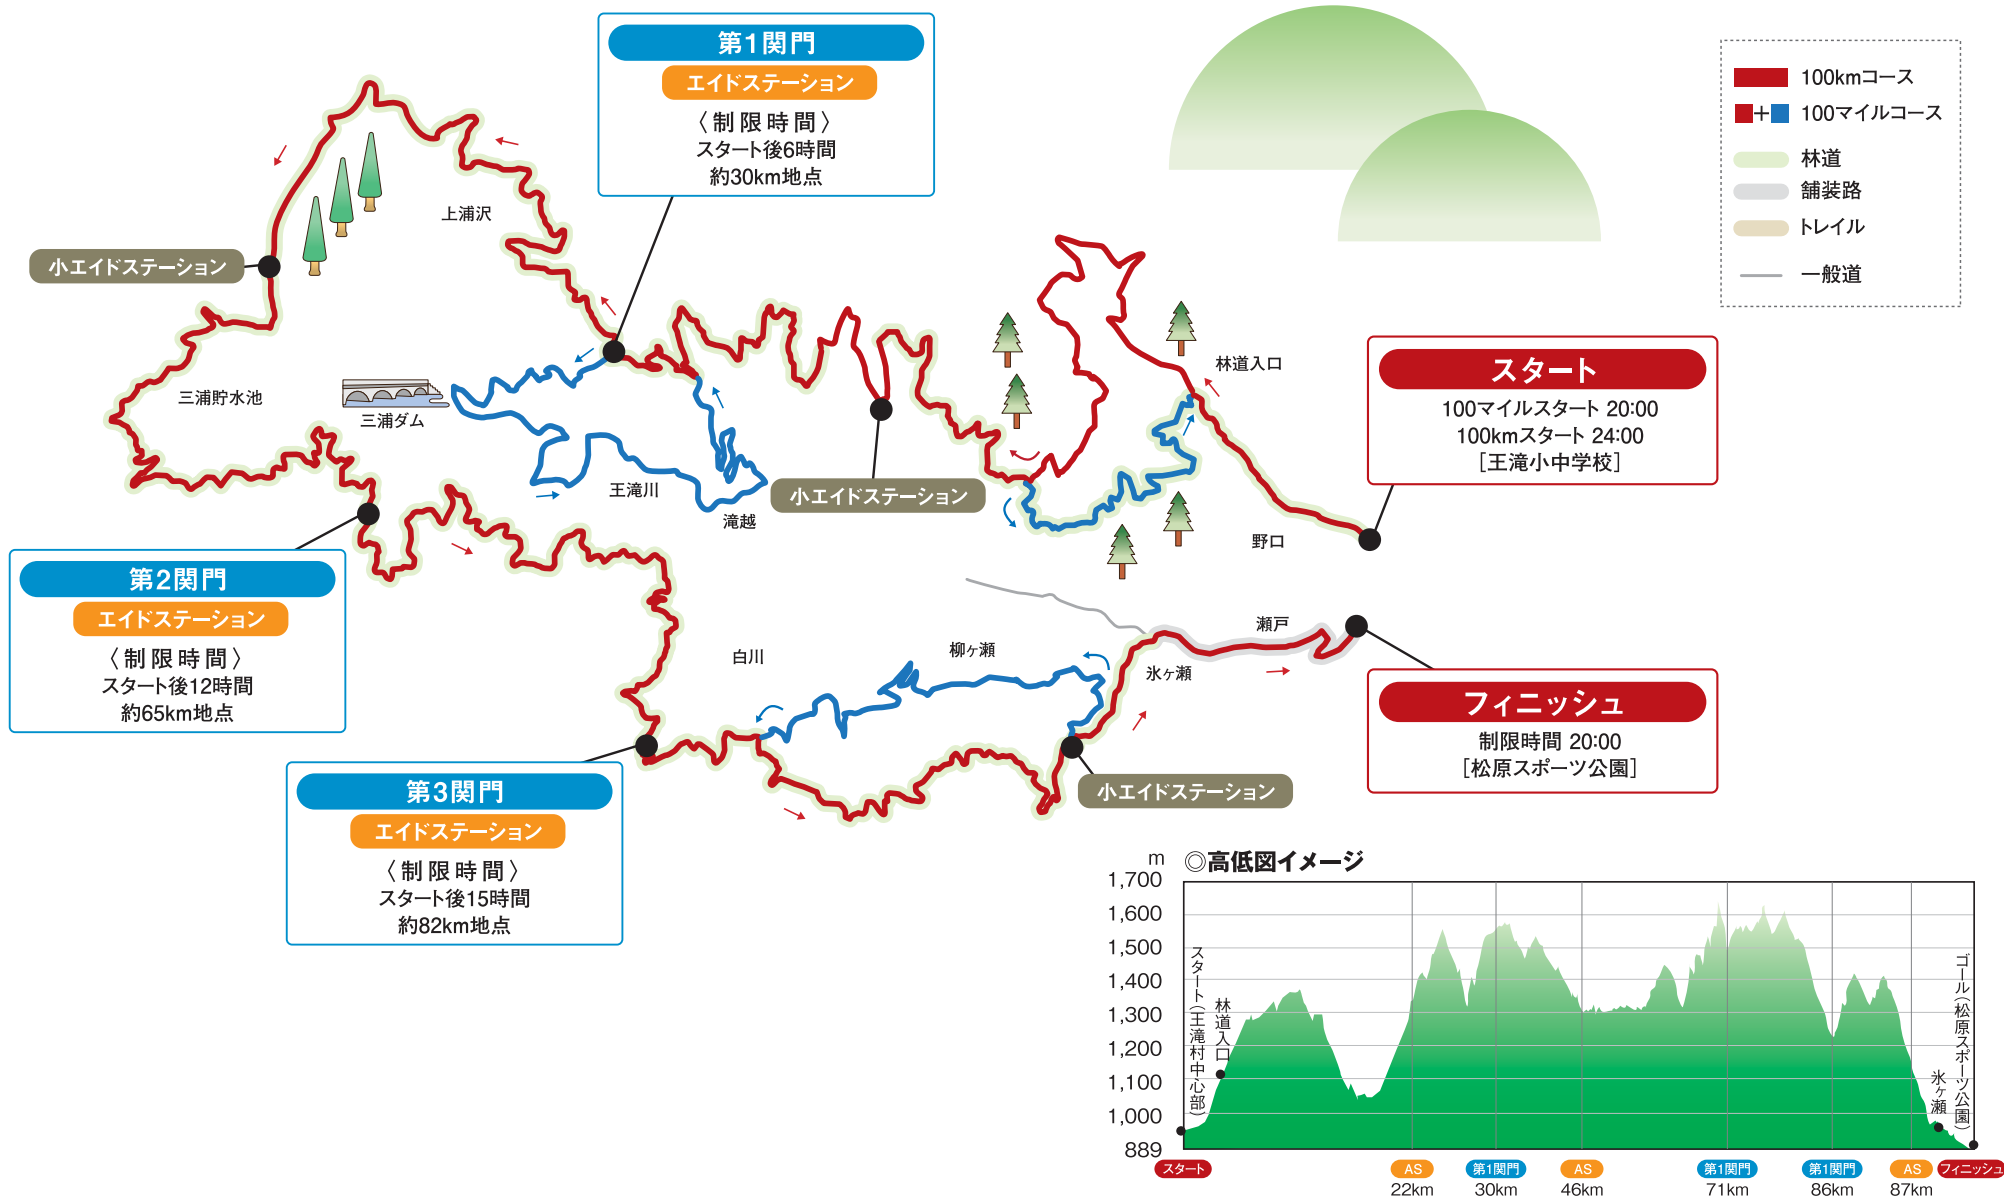 第1関門
エイドステーション
〈制限時間〉
スタート後6時間
約30km地点
100kmコース
+ 100マイルコース
林道
舗装路
トレイル
一般道
上浦沢
小エイドステーション
三浦貯水池
三浦ダム
王滝川
滝越
小エイドステーション
林道入口
野口
スタート
100マイルスタート 20:00
100kmスタート 24:00
[王滝小中学校]
第2関門
エイドステーション
〈制限時間〉
スタート後12時間
約65km地点
白川
柳ヶ瀬
氷ヶ瀬
瀬戸
フィニッシュ
制限時間 20:00
[松原スポーツ公園]
第3関門
エイドステーション
〈制限時間〉
スタート後15時間
約82km地点
小エイドステーション
◎高低図イメージ
m
1,700
1,600
1,500
1,400
1,300
1,200
1,100
1,000
889
スタート(王滝村中心部)
林道入口
氷ヶ瀬
ゴール(松原スポーツ公園)
スタート
AS
22km
第1関門
30km
AS
46km
第1関門
71km
第1関門
86km
AS
87km
フィニッシュ